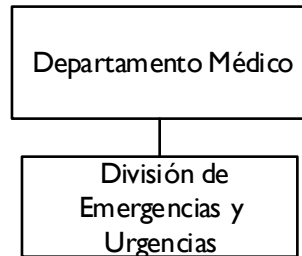 Departamento Médico
División de
Emergencias y
Urgencias